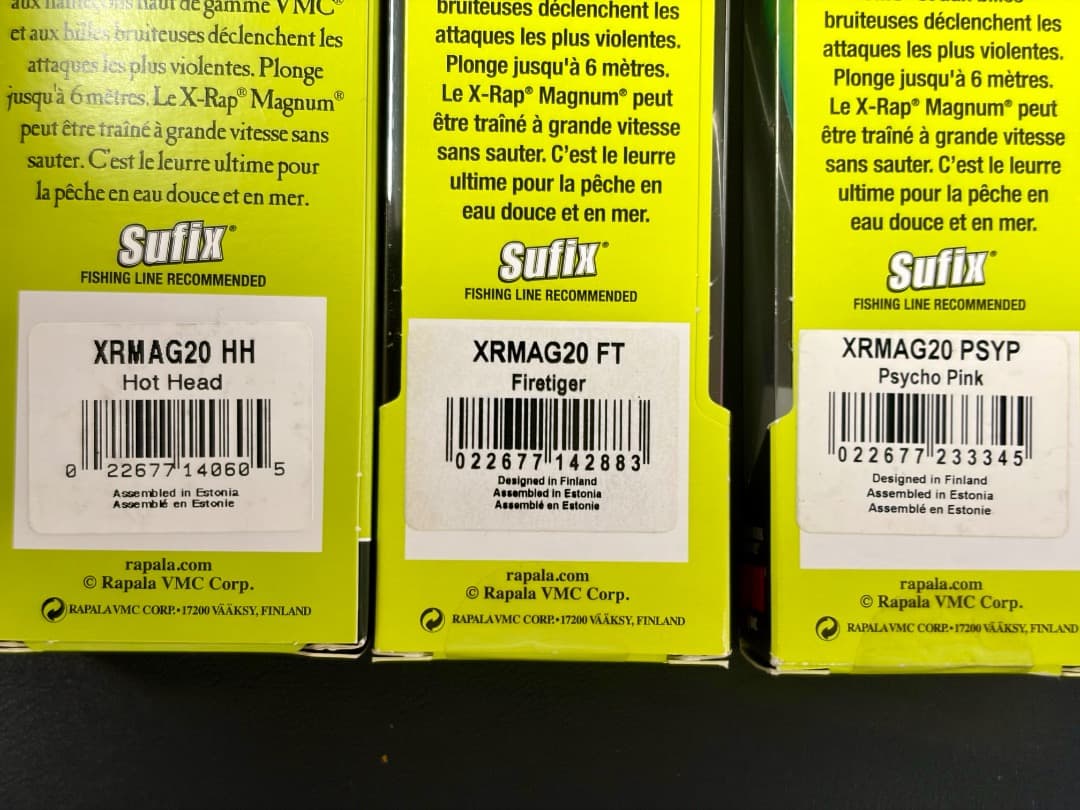 haut de gamme VMC®
et aux billes bruiteuses déclenchent les
attaques les plus violentes. Plonge
jusqu'à 6 mètres. Le X-Rap® Magnum®
peut être traîné à grande vitesse sans
sauter. C'est le leurre ultime pour
la pêche en eau douce et en mer.
Sufix®
FISHING LINE RECOMMENDED
XRMAG20 HH
Hot Head
0 22677 14060 5
Assembled in Estonia
Assemblé en Estonie
rapala.com
© Rapala VMC Corp.
RAPALA VMC CORP.•17200 VÄÄKSY, FINLAND
bruiteuses déclenchent les
attaques les plus violentes.
Plonge jusqu'à 6 mètres.
Le X-Rap® Magnum® peut
être traîné à grande vitesse
sans sauter. C'est le leurre
ultime pour la pêche en
eau douce et en mer.
Sufix®
FISHING LINE RECOMMENDED
XRMAG20 FT
Firetiger
022677 142883
Designed in Finland
Assembled in Estonia
Assemblé en Estonie
rapala.com
© Rapala VMC Corp.
RAPALA VMC CORP.•17200 VÄÄKSY, FINLAND
bruiteuses déclenchent les
attaques les plus violentes.
Plonge jusqu'à 6 mètres.
Le X-Rap® Magnum® peut
être traîné à grande vitesse
sans sauter. C'est le leurre
ultime pour la pêche en
eau douce et en mer.
Sufix®
FISHING LINE RECOMMENDED
XRMAG20 PSYP
Psycho Pink
022677 233345
Designed in Finland
Assembled in Estonia
Assemblé en Estonie
rapala.com
© Rapala VMC Corp.
RAPALA VMC CORP.•17200 VÄÄKSY, FINLAND